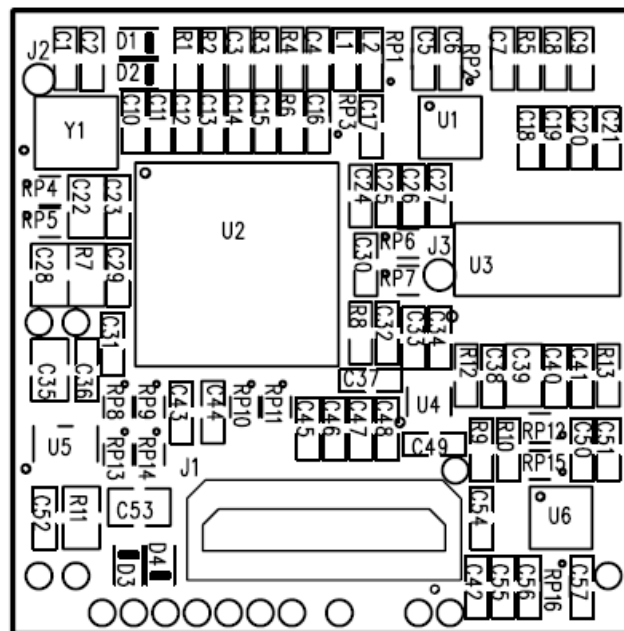 J2 C1 C2 D1 R1 R2 C3 R3 R4 C4 L1 L2 RP1 C5 C6 RP2 C7 R5 C8 C9
D2
Y1 C10 C11 C12 C13 C14 C15 R6 C16 RP3 C17 U1 C18 C19 C20 C21
RP4 C22 C23 U2 C24 C25 C26 C27
RP5
C28 R7 C29 C30 RP6 J3 U3
RP7
C31 R8 C32 C33 C34
C35 C36 C37 R12 C38 C39 C40 C41 R13
RP8 RP9 C43 C44 RP10 RP11 C45 C46 C47 C48 U4
U5 RP13 RP14 J1 C49 R9 R10 RP12 C50 C51
RP15
C52 R11 C53 C54 U6
D3 D4 C42 C55 C56 RP16 C57